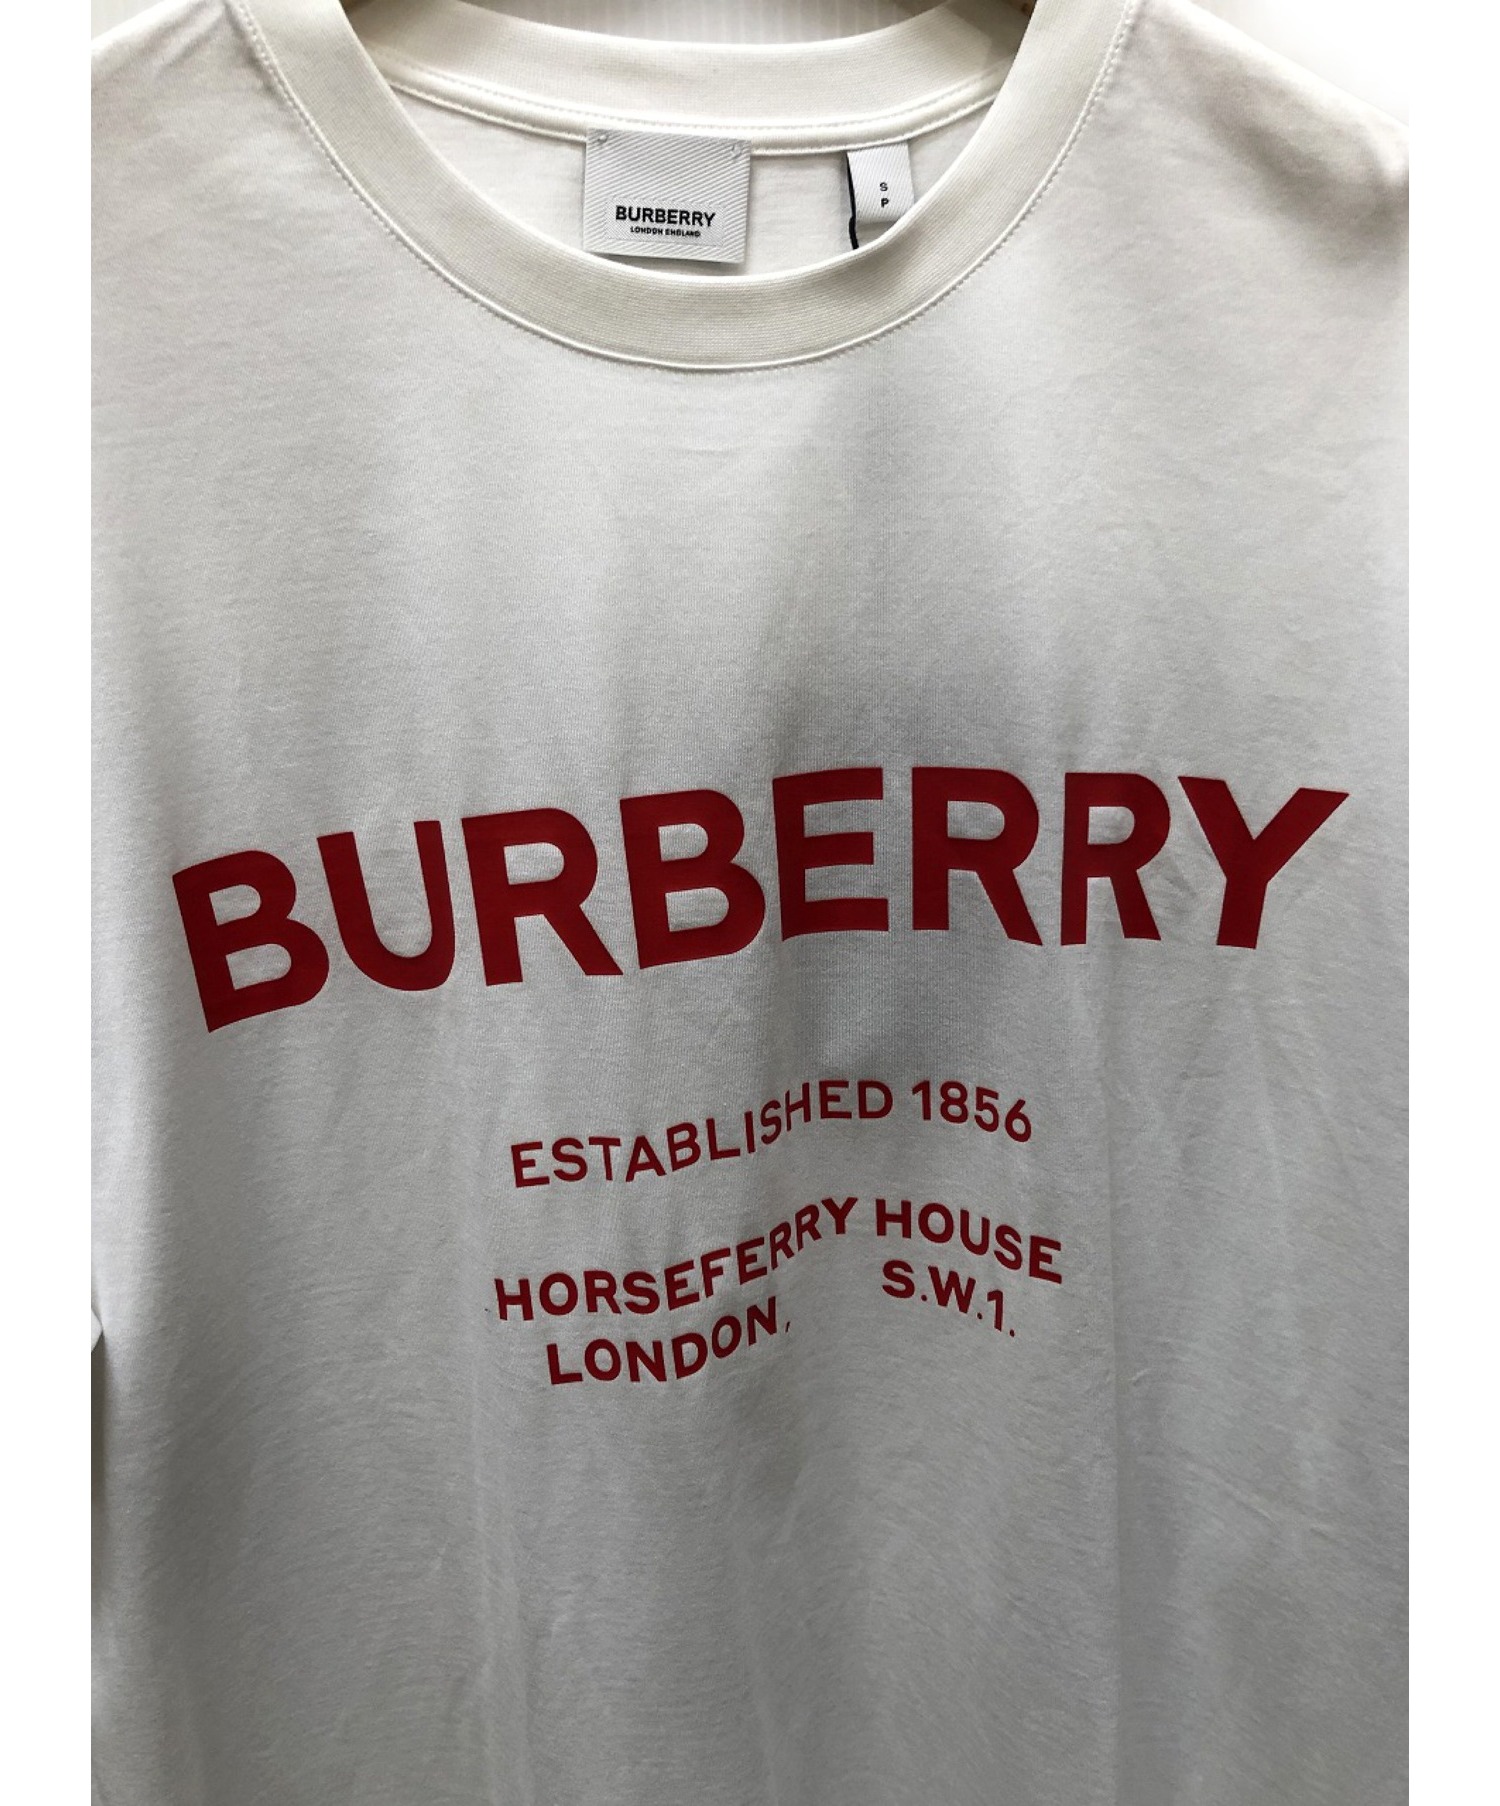 BURBERRY
LONDON ENGLAND
S
P
BURBERRY
ESTABLISHED 1856
HORSEFERRY HOUSE
LONDON, S.W.1.